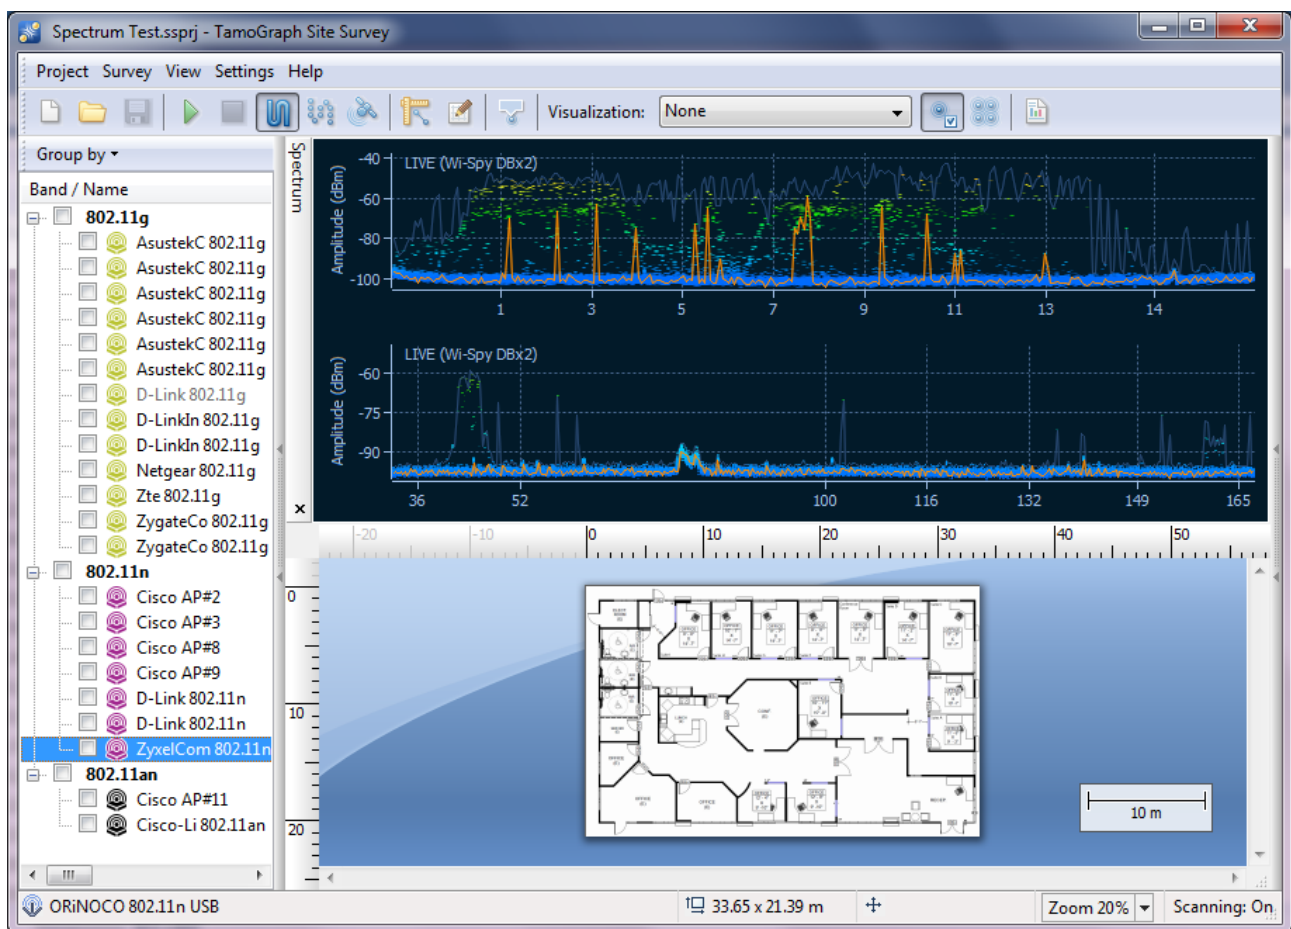 Spectrum Test.ssprj - TamoGraph Site Survey
Project Survey View Settings Help
Visualization: None
Group by
Band / Name
802.11g
AsustekC 802.11g
AsustekC 802.11g
AsustekC 802.11g
AsustekC 802.11g
AsustekC 802.11g
AsustekC 802.11g
D-Link 802.11g
D-LinkIn 802.11g
D-LinkIn 802.11g
Netgear 802.11g
Zte 802.11g
ZygateCo 802.11g
ZygateCo 802.11g
802.11n
Cisco AP#2
Cisco AP#3
Cisco AP#8
Cisco AP#9
D-Link 802.11n
D-Link 802.11n
ZyxelCom 802.11n
802.11an
Cisco AP#11
Cisco-Li 802.11an
Spectrum
LIVE (Wi-Spy DBx2)
Amplitude (dBm)
-40
-60
-80
-100
1 3 5 7 9 11 13 14
LIVE (Wi-Spy DBx2)
Amplitude (dBm)
-60
-75
-90
36 52 100 116 132 149 165
-20 -10 0 10 20 30 40 50
0
10
20
10 m
ORiNOCO 802.11n USB
33.65 x 21.39 m
Zoom 20%
Scanning: On